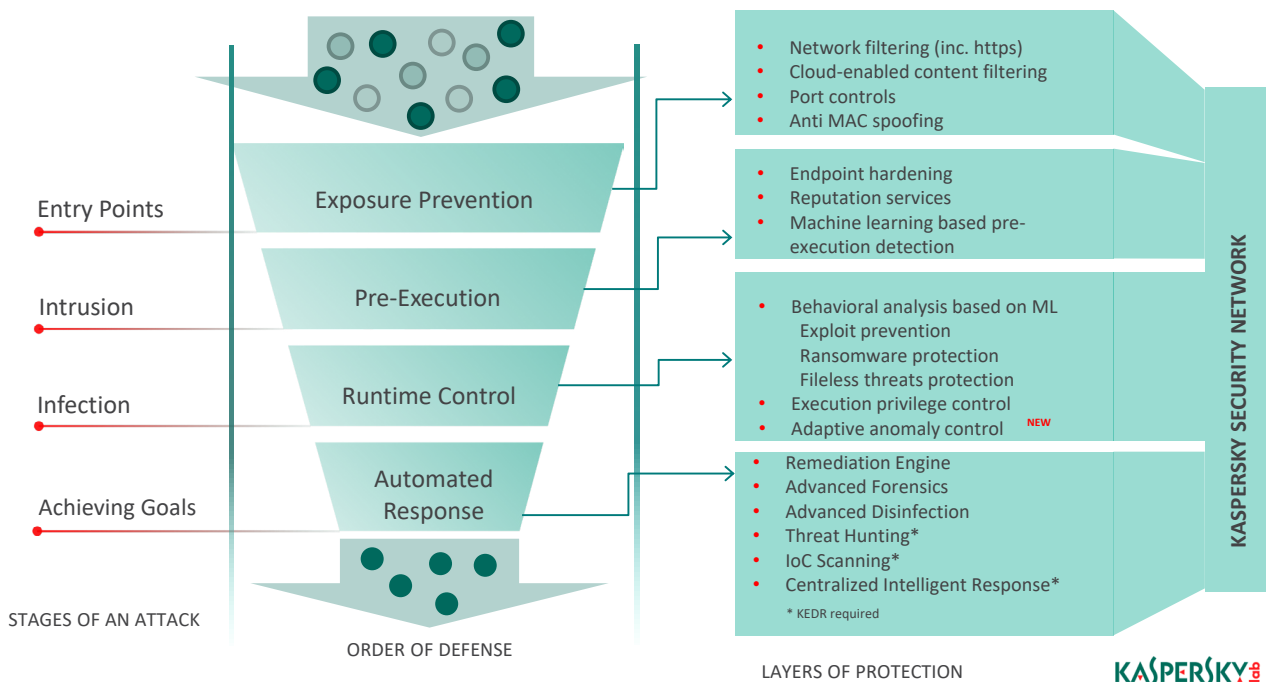 Entry Points
Intrusion
Infection
Achieving Goals
STAGES OF AN ATTACK
Exposure Prevention
Pre-Execution
Runtime Control
Automated
Response
ORDER OF DEFENSE
• Network filtering (inc. https)
• Cloud-enabled content filtering
• Port controls
• Anti MAC spoofing
• Endpoint hardening
• Reputation services
• Machine learning based pre-
execution detection
• Behavioral analysis based on ML
Exploit prevention
Ransomware protection
Fileless threats protection
• Execution privilege control
• Adaptive anomaly control NEW
• Remediation Engine
• Advanced Forensics
• Advanced Disinfection
• Threat Hunting*
• IoC Scanning*
• Centralized Intelligent Response*
* KEDR required
LAYERS OF PROTECTION
KASPERSKY SECURITY NETWORK
KASPERSKY lab